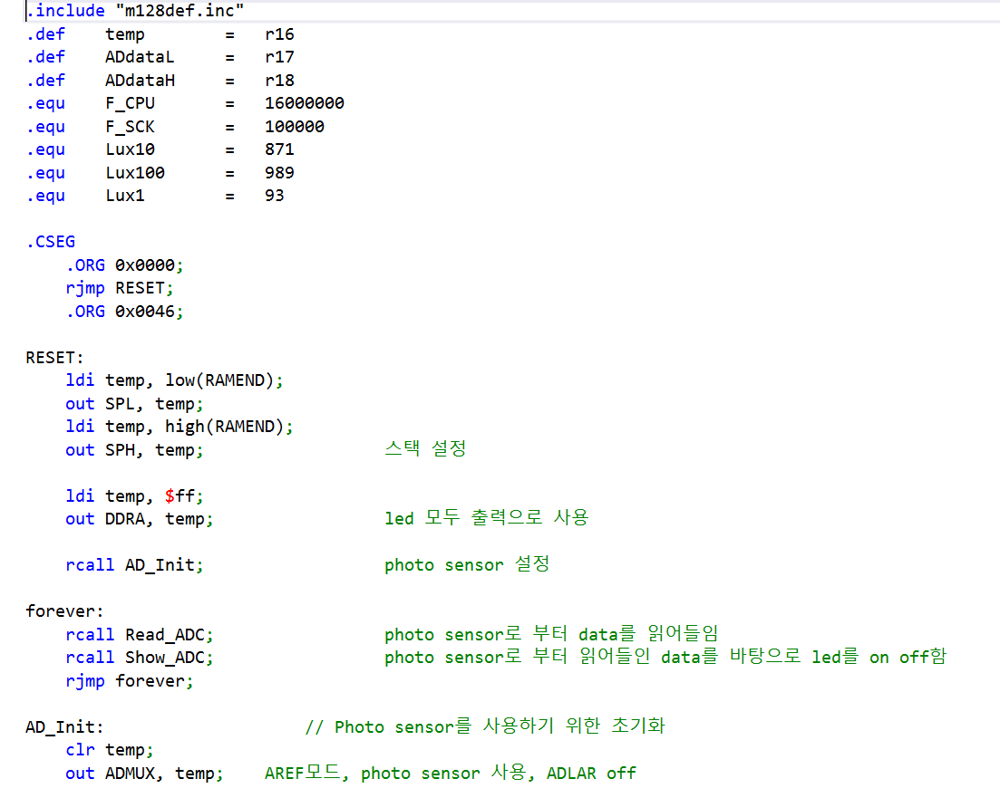 .include "m128def.inc"
.def temp = r16
.def ADdataL = r17
.def ADdataH = r18
.equ F_CPU = 16000000
.equ F_SCK = 100000
.equ Lux10 = 871
.equ Lux100 = 989
.equ Lux1 = 93
.CSEG
.ORG 0x0000;
rjmp RESET;
.ORG 0x0046;
RESET:
ldi temp, low(RAMEND);
out SPL, temp;
ldi temp, high(RAMEND);
out SPH, temp; 스택 설정
ldi temp, $ff;
out DDRA, temp; led 모두 출력으로 사용
rcall AD_Init; photo sensor 설정
forever:
rcall Read_ADC; photo sensor로 부터 data를 읽어들임
rcall Show_ADC; photo sensor로 부터 읽어들인 data를 바탕으로 led를 on off함
rjmp forever;
AD_Init: // Photo sensor를 사용하기 위한 초기화
clr temp;
out ADMUX, temp; AREF모드, photo sensor 사용, ADLAR off